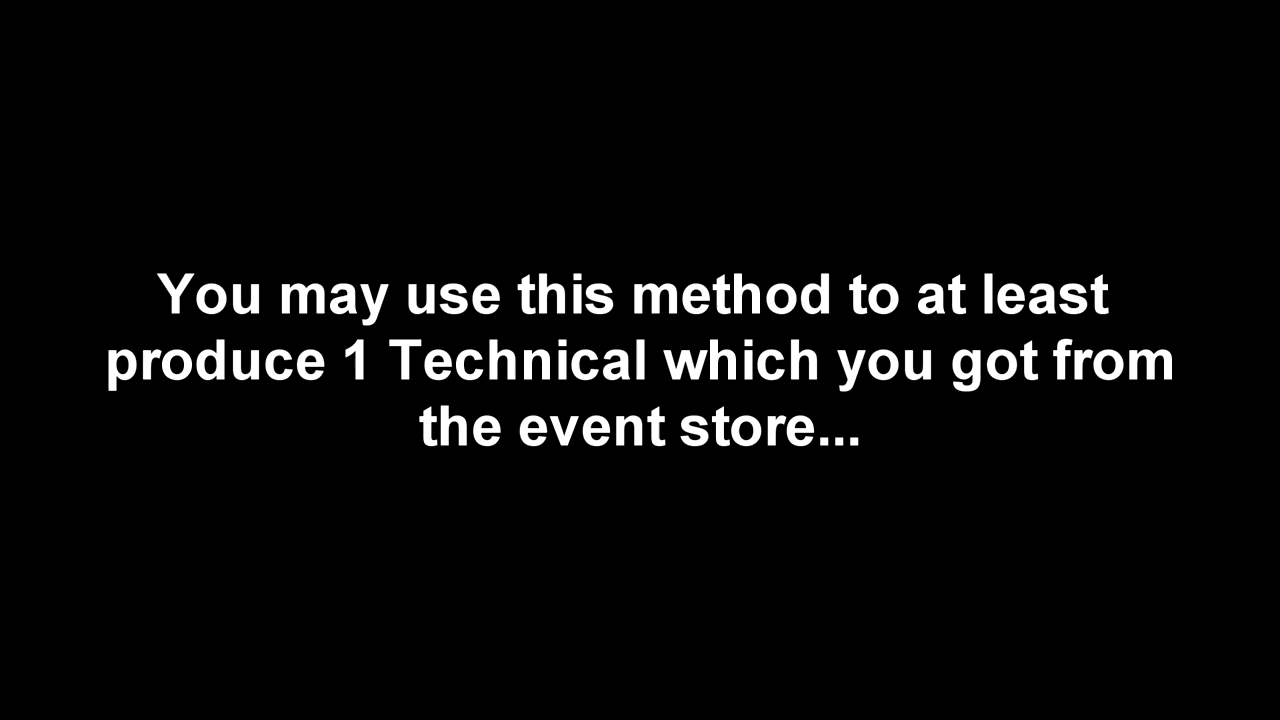 You may use this method to at least
produce 1 Technical which you got from
the event store...